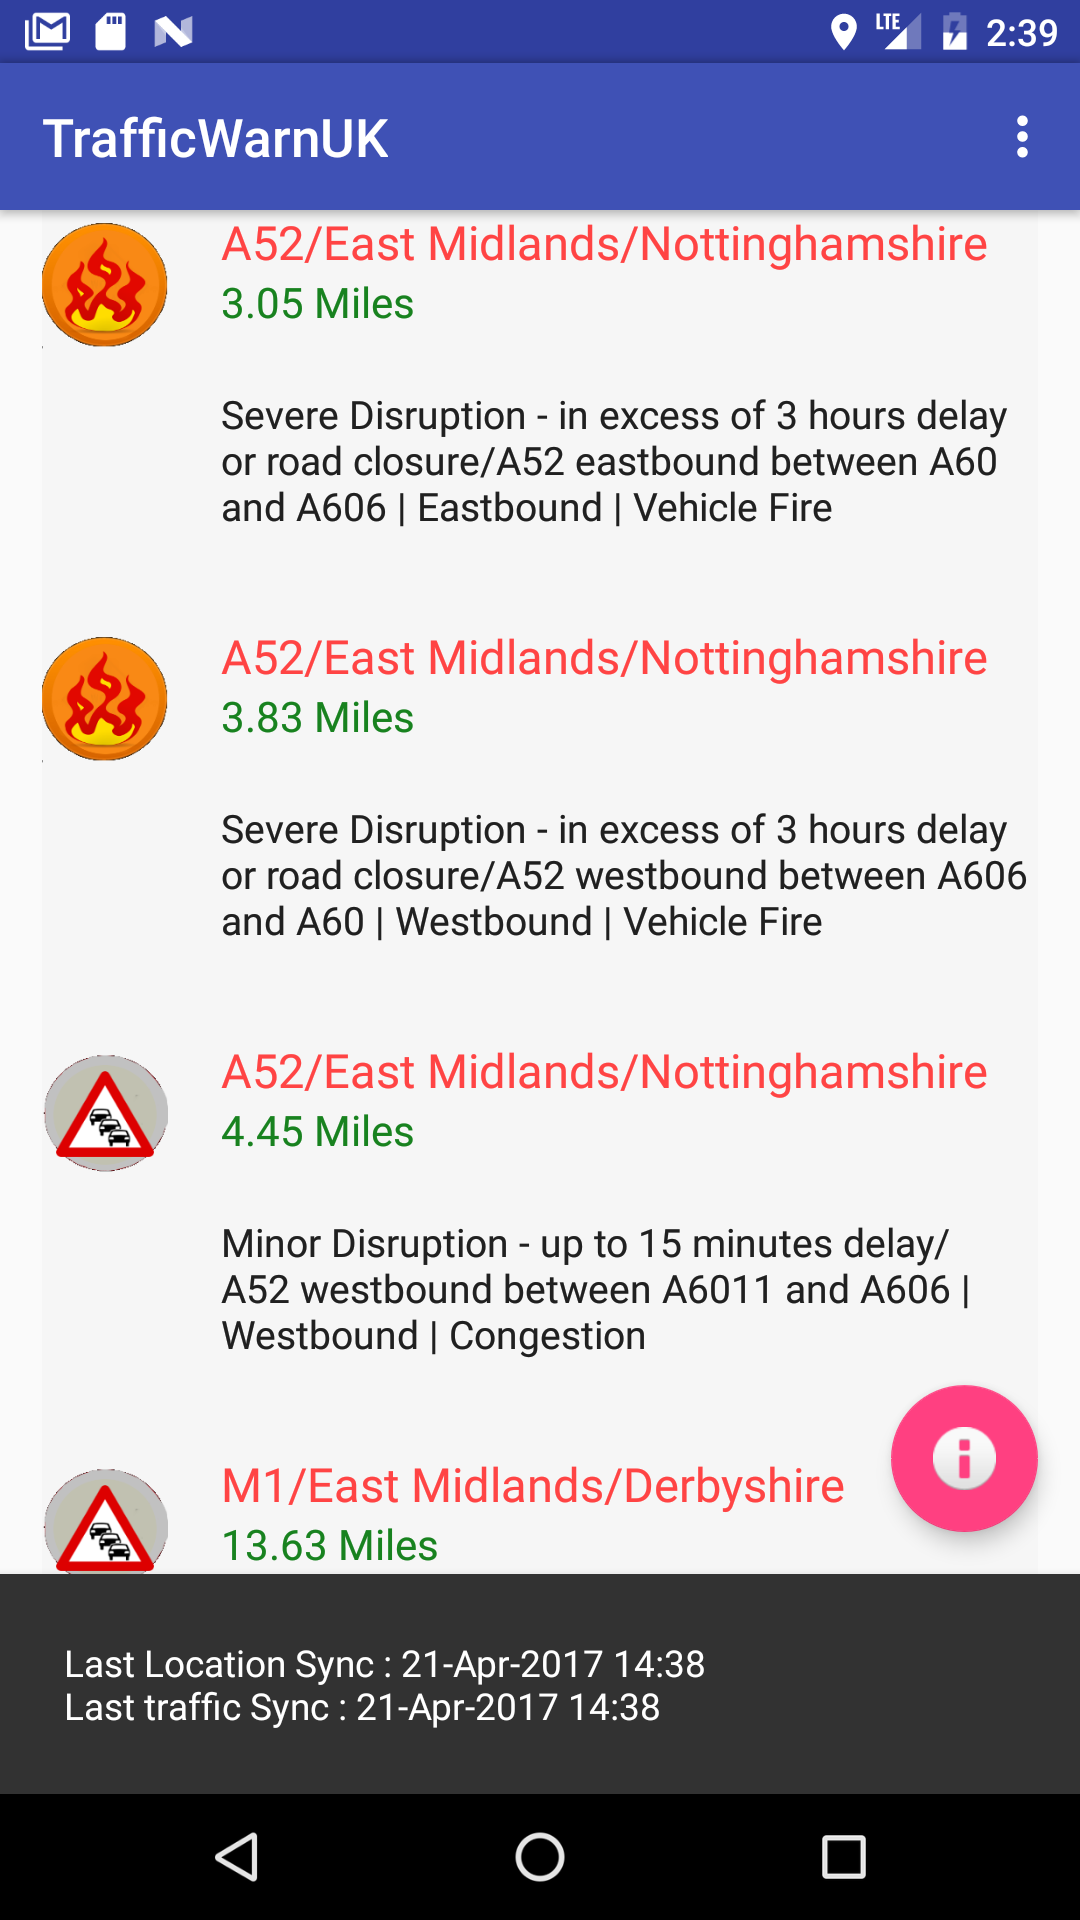 LTE 2:39
TrafficWarnUK
A52/East Midlands/Nottinghamshire
3.05 Miles
Severe Disruption - in excess of 3 hours delay
or road closure/A52 eastbound between A60
and A606 | Eastbound | Vehicle Fire
A52/East Midlands/Nottinghamshire
3.83 Miles
Severe Disruption - in excess of 3 hours delay
or road closure/A52 westbound between A606
and A60 | Westbound | Vehicle Fire
A52/East Midlands/Nottinghamshire
4.45 Miles
Minor Disruption - up to 15 minutes delay/
A52 westbound between A6011 and A606 |
Westbound | Congestion
M1/East Midlands/Derbyshire
13.63 Miles
Last Location Sync : 21-Apr-2017 14:38
Last traffic Sync : 21-Apr-2017 14:38